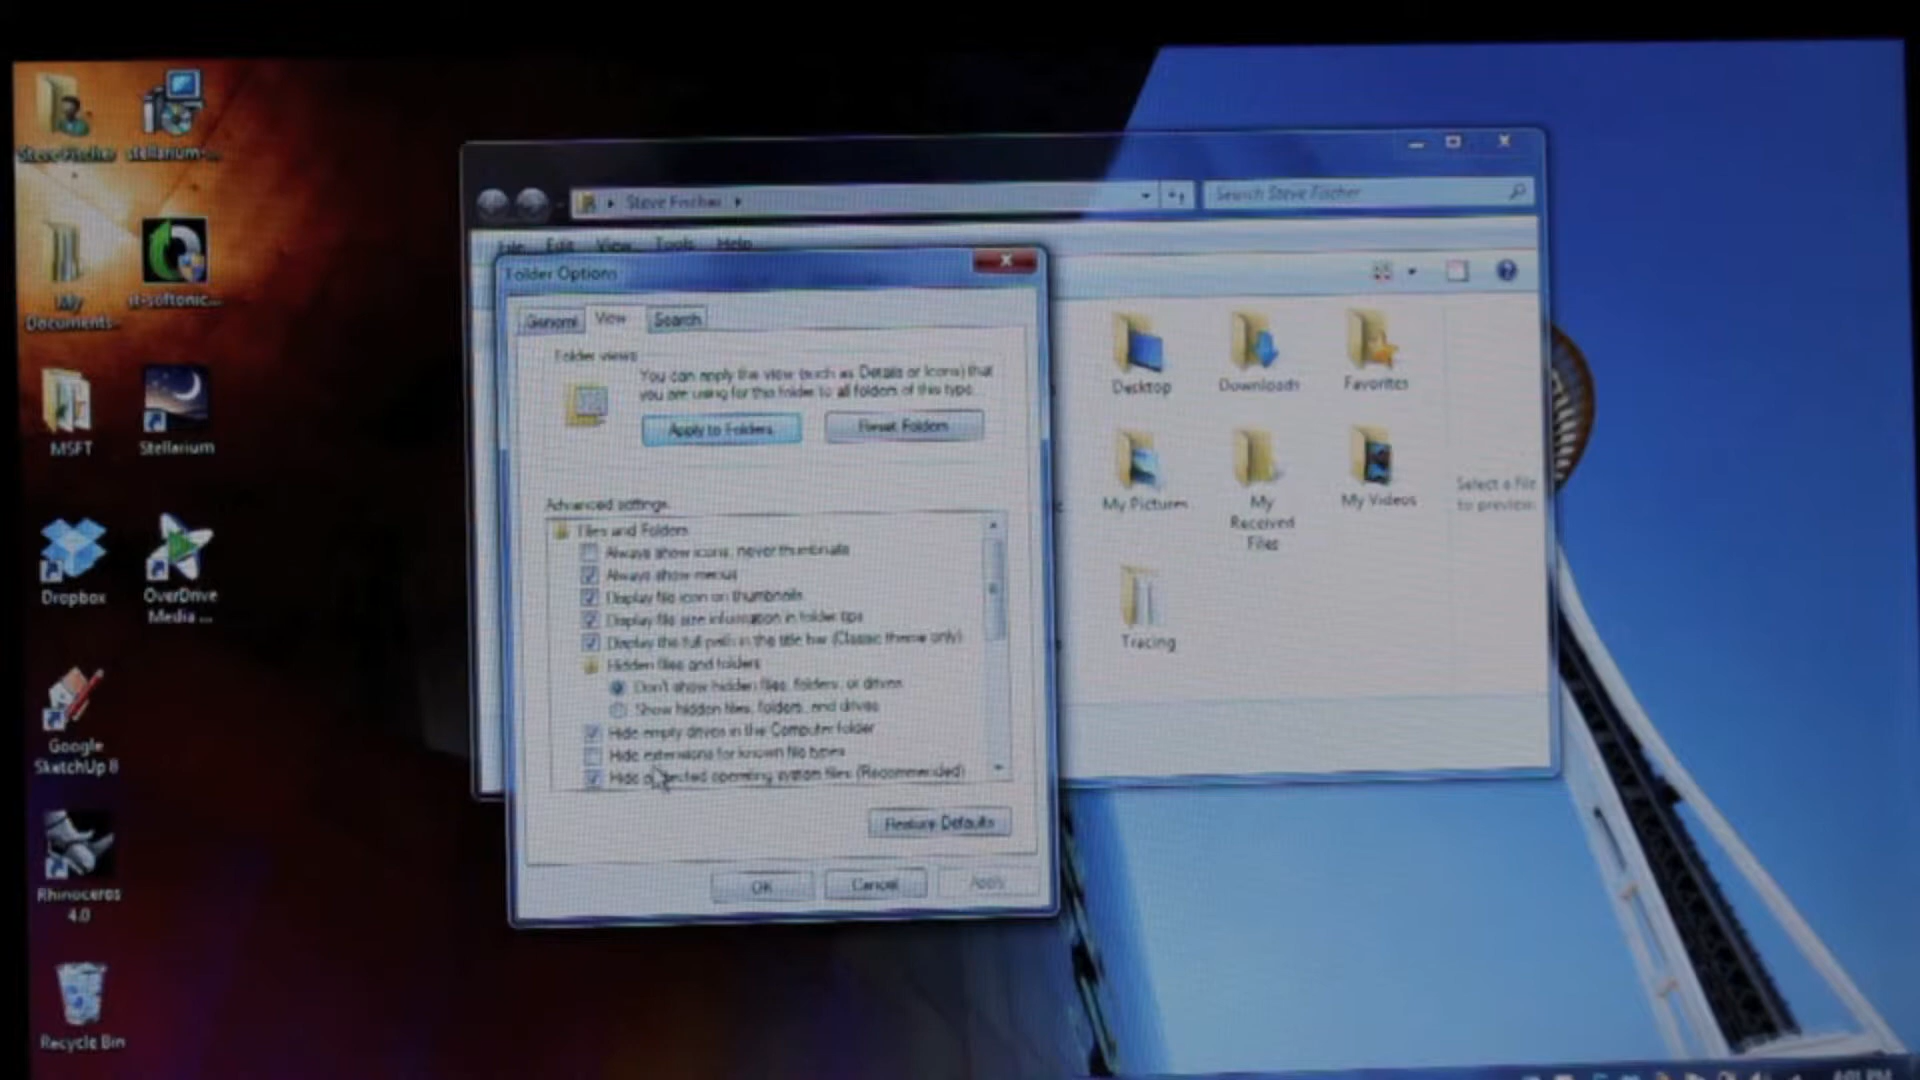 Steve Fischer
stellarium-...
My Documents
st-softonic...
MSFT
Stellarium
Dropbox
OverDrive
Media ...
Google
SketchUp 8
Rhinoceros
4.0
Recycle Bin
Steve Fischer
Search Steve Fischer
File Edit View Tools Help
Folder Options
General View Search
Folder views
You can apply the view (such as Details or Icons) that
you are using for this folder to all folders of this type.
Apply to Folders
Reset Folders
Advanced settings:
Files and Folders
Always show icons, never thumbnails
Always show menus
Display file icon on thumbnails
Display file size information in folder tips
Display the full path in the title bar (Classic theme only)
Hidden files and folders
Don't show hidden files, folders, or drives
Show hidden files, folders, and drives
Hide empty drives in the Computer folder
Hide extensions for known file types
Hide protected operating system files (Recommended)
Restore Defaults
OK Cancel Apply
Desktop
Downloads
Favorites
My Pictures
My
Received
Files
My Videos
Tracing
Select a file
to preview.
4:01 PM